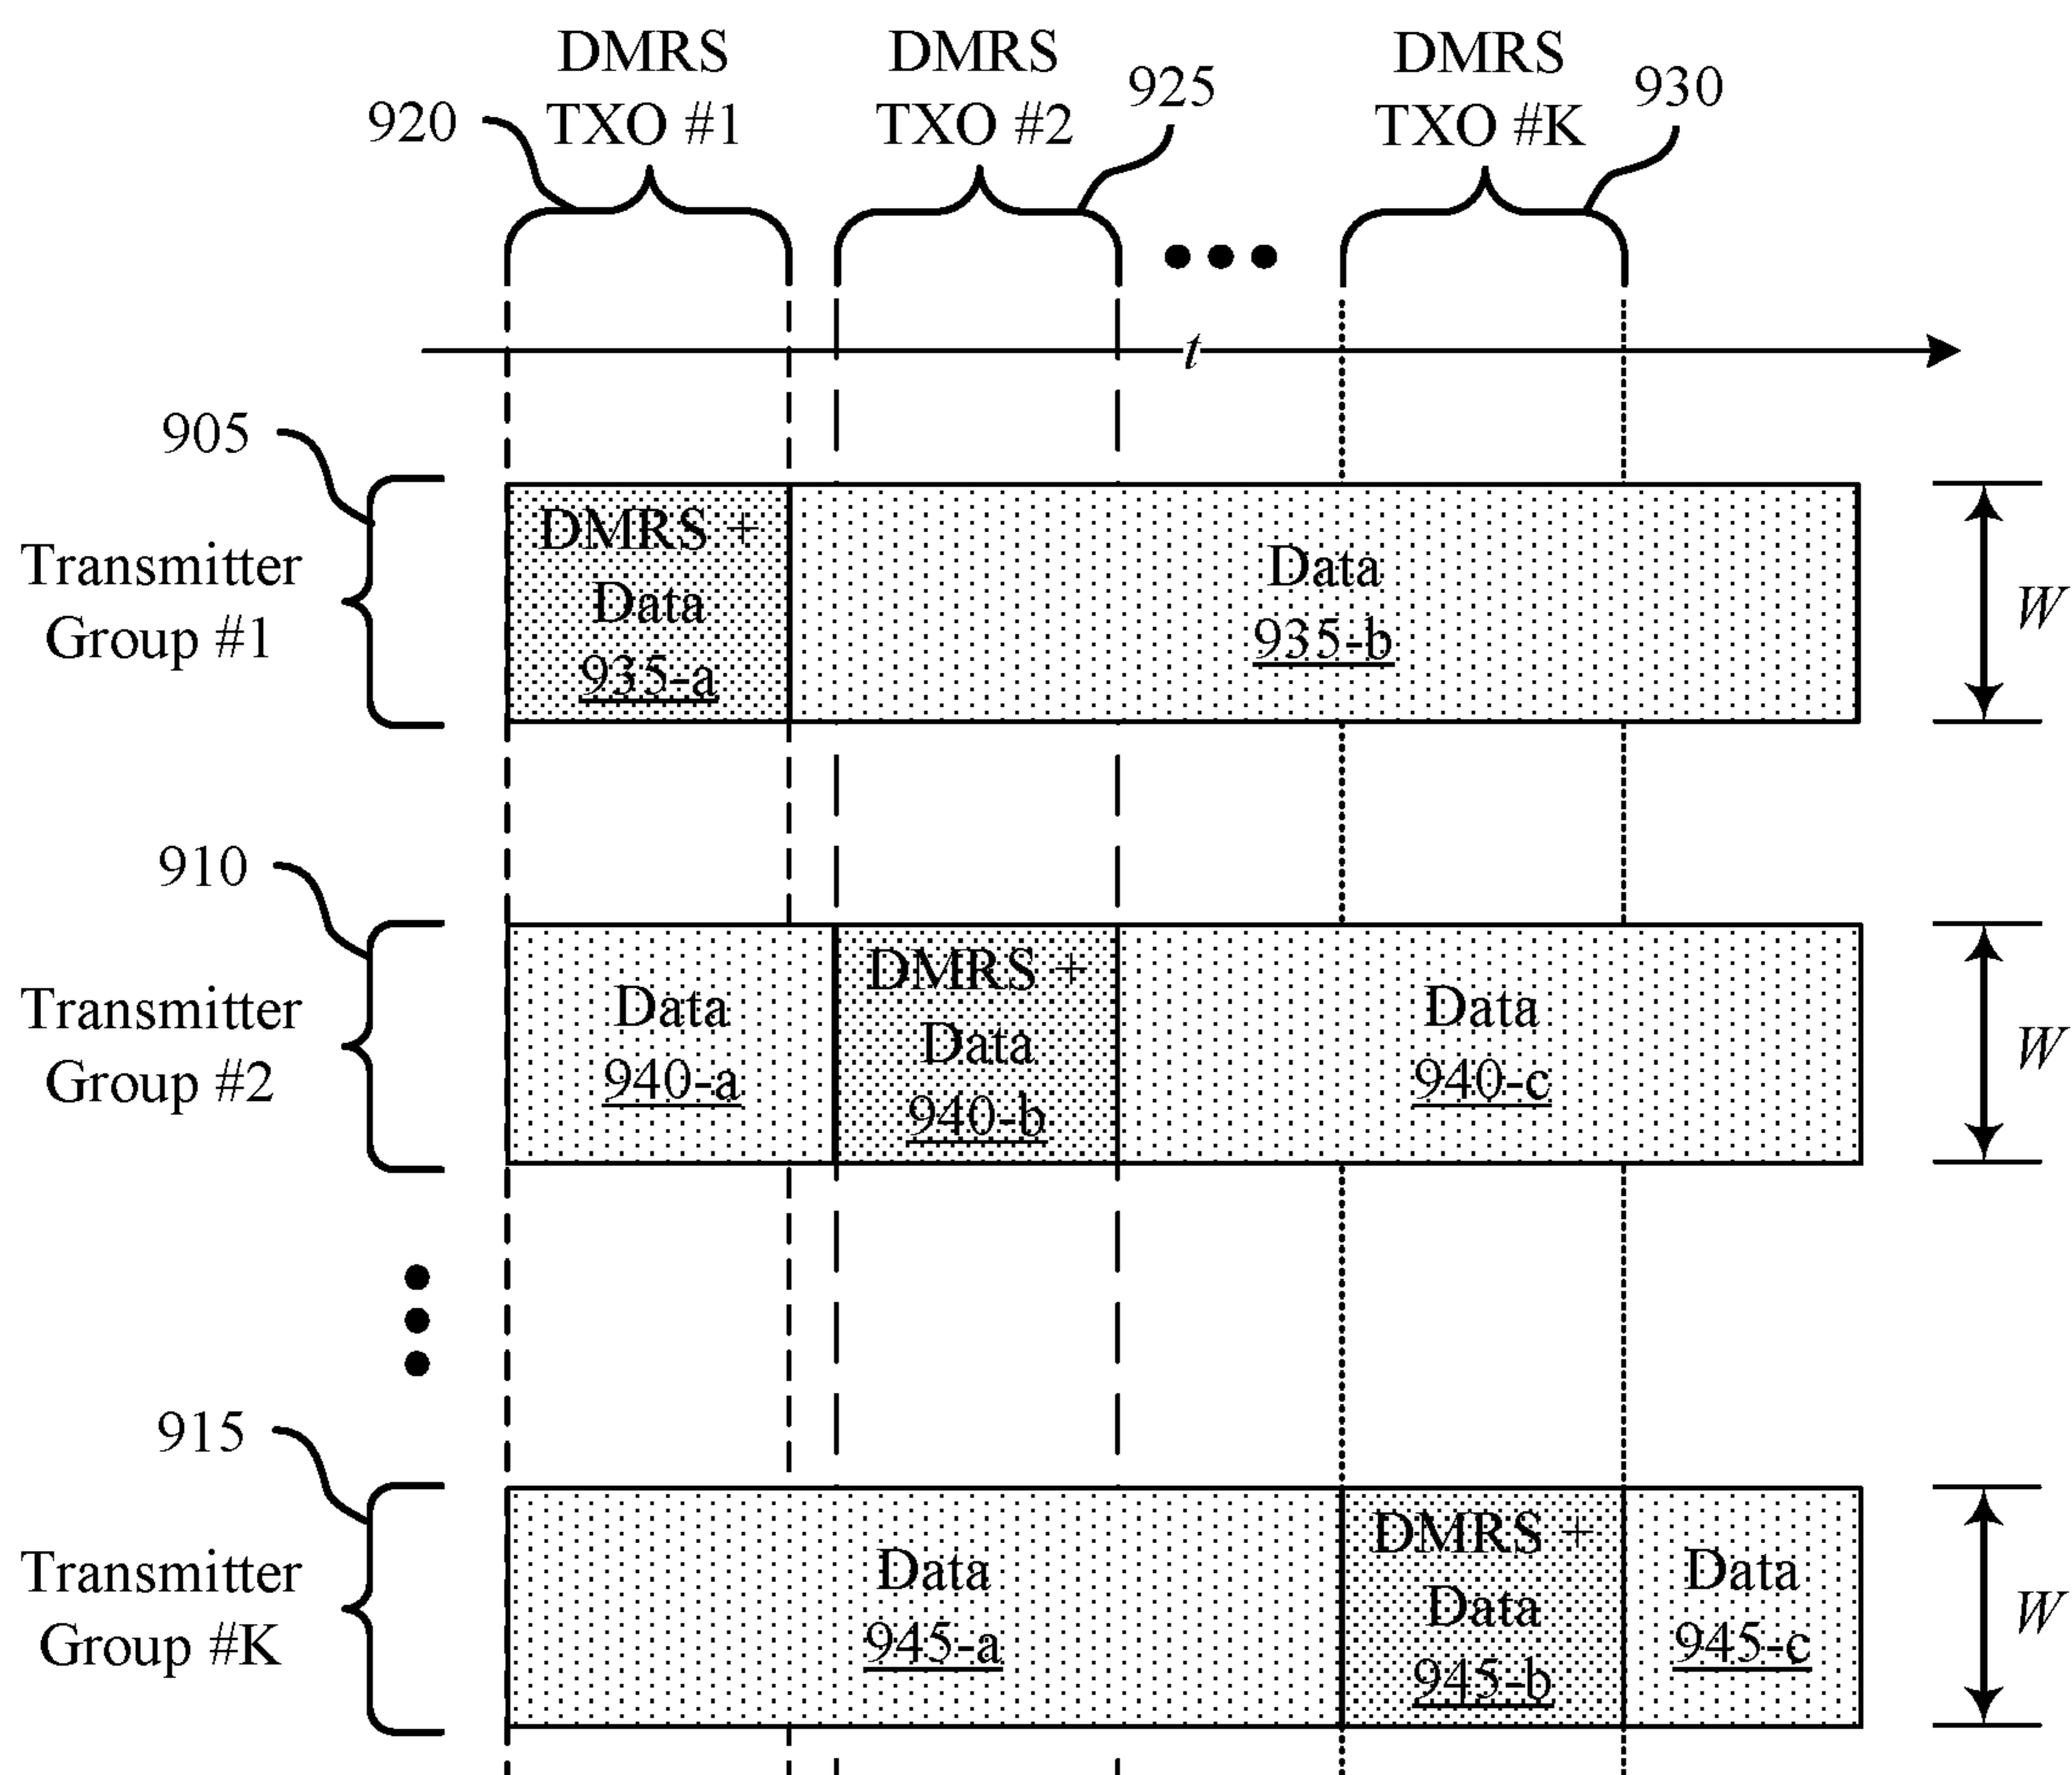 DMRS
TXO #1
DMRS
TXO #2
DMRS
TXO #K
920
925
930
t
905
Transmitter
Group #1
DMRS +
Data
935-a
Data
935-b
W
910
Transmitter
Group #2
Data
940-a
DMRS +
Data
940-b
Data
940-c
W
915
Transmitter
Group #K
Data
945-a
DMRS +
Data
945-b
Data
945-c
W